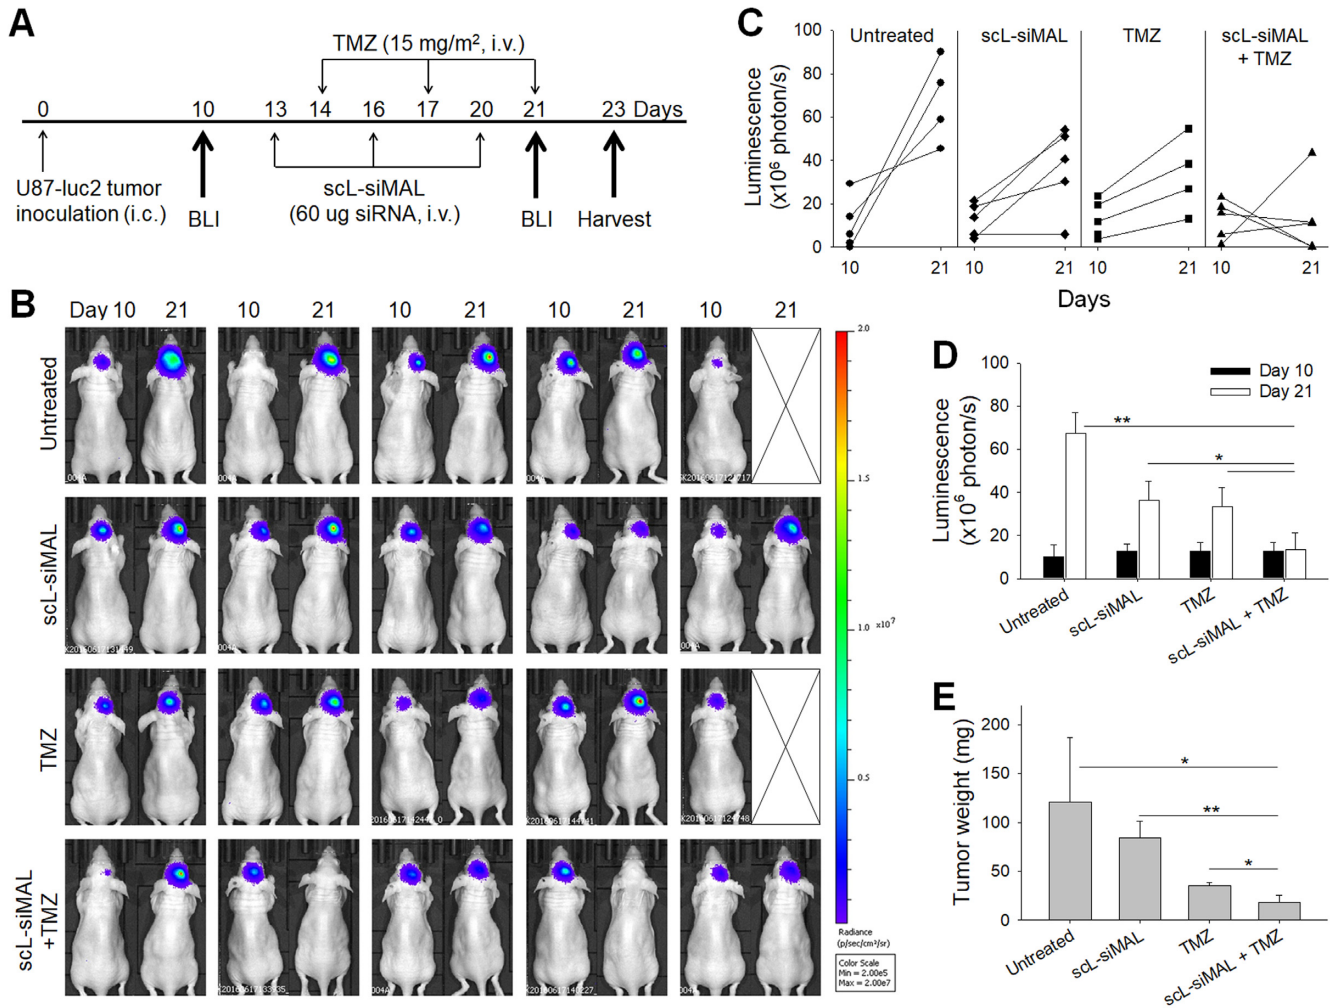 A
TMZ (15 mg/m², i.v.)
0 10 13 14 16 17 20 21 23 Days
U87-luc2 tumor
inoculation (i.c.)
BLI
scL-siMAL
(60 ug siRNA, i.v.)
BLI
Harvest
C
Untreated scL-siMAL TMZ scL-siMAL
+ TMZ
Luminescence
(x10⁶ photon/s)
100
80
60
40
20
0
10 21 10 21 10 21 10 21
Days
B
Day 10 21 10 21 10 21 10 21 10 21
Untreated
scL-siMAL
TMZ
scL-siMAL
+TMZ
2.0
1.5
1.0 x10⁷
0.5
Radiance
(p/sec/cm²/sr)
Color Scale
Min = 2.00e5
Max = 2.00e7
D
Luminescence
(x10⁶ photon/s)
100
80
60
40
20
0
Day 10
Day 21
**
*
Untreated
scL-siMAL
TMZ
scL-siMAL + TMZ
E
Tumor weight (mg)
200
150
100
50
0
*
**
*
Untreated
scL-siMAL
TMZ
scL-siMAL + TMZ